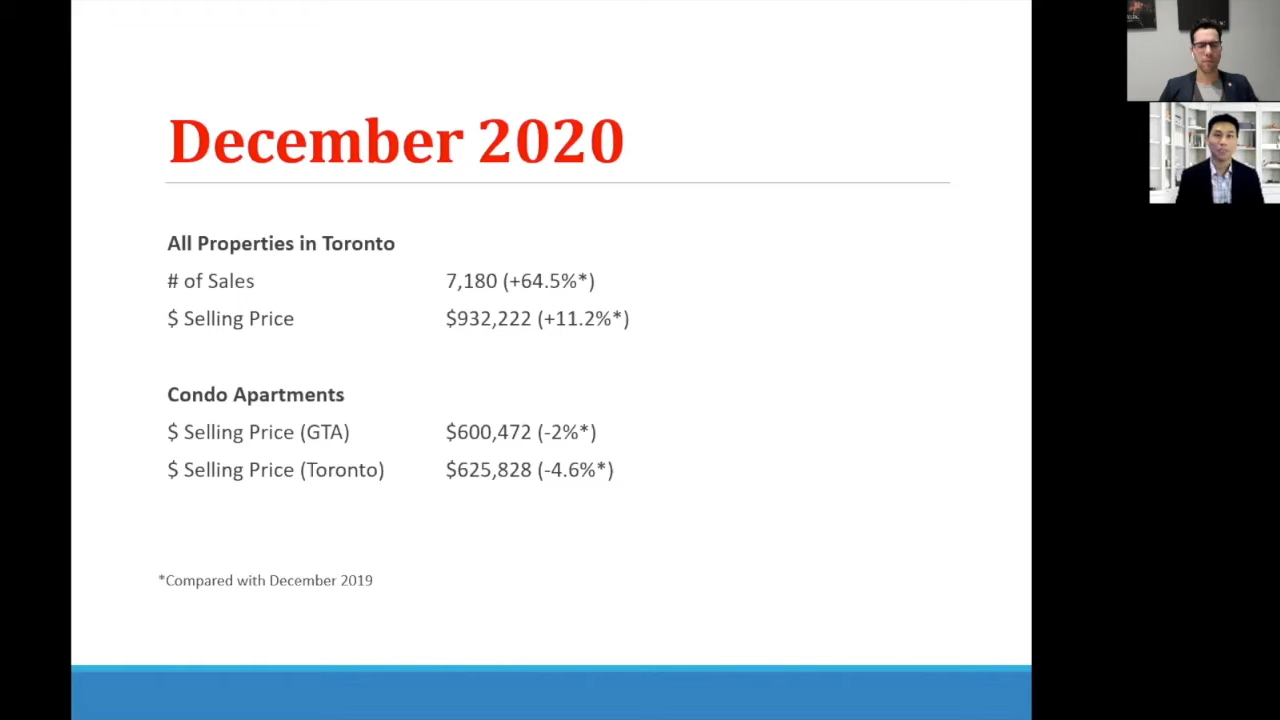 December 2020
All Properties in Toronto
# of Sales 7,180 (+64.5%*)
$ Selling Price $932,222 (+11.2%*)
Condo Apartments
$ Selling Price (GTA) $600,472 (-2%*)
$ Selling Price (Toronto) $625,828 (-4.6%*)
*Compared with December 2019